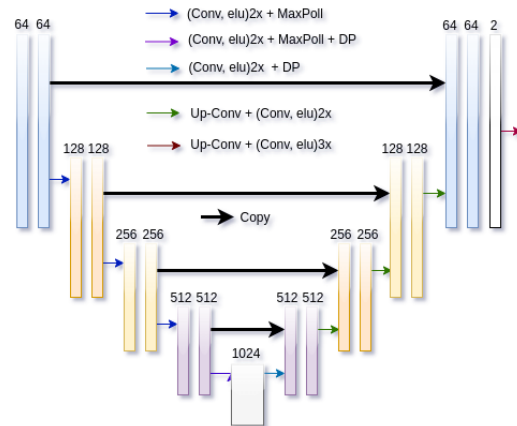 64 64
(Conv, elu)2x + MaxPoll
64 64 2
(Conv, elu)2x + MaxPoll + DP
(Conv, elu)2x + DP
Up-Conv + (Conv, elu)2x
128 128
Up-Conv + (Conv, elu)3x
128 128
Copy
256 256
256 256
512 512
512 512
1024